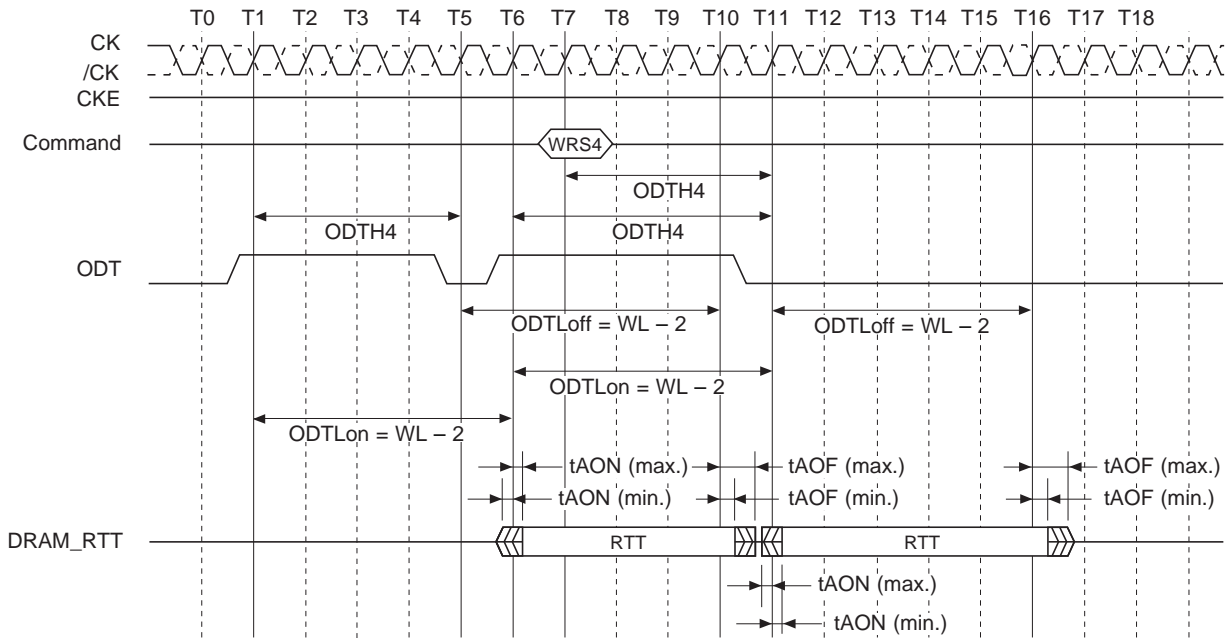 T0 T1 T2 T3 T4 T5 T6 T7 T8 T9 T10 T11 T12 T13 T14 T15 T16 T17 T18
CK
/CK
CKE
Command WRS4
ODTH4
ODTH4 ODTH4
ODT
ODTLoff = WL – 2 ODTLoff = WL – 2
ODTLon = WL – 2
ODTLon = WL – 2
tAON (max.) tAOF (max.) tAOF (max.)
tAON (min.) tAOF (min.) tAOF (min.)
DRAM_RTT RTT RTT
tAON (max.)
tAON (min.)